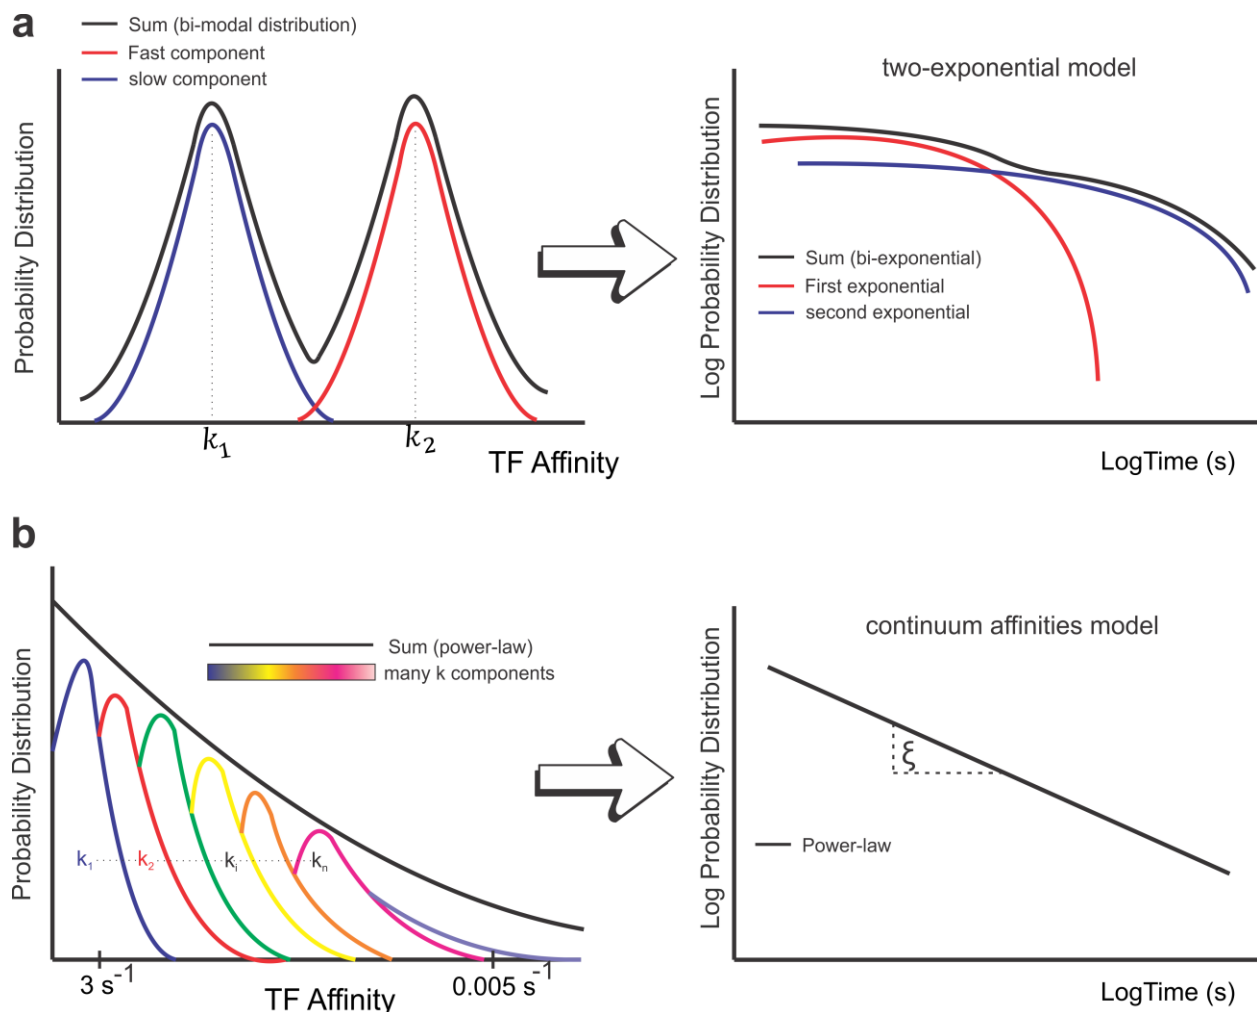 a
Sum (bi-modal distribution)
Fast component
slow component
Probability Distribution
k1
k2
TF Affinity
two-exponential model
Log Probability Distribution
Sum (bi-exponential)
First exponential
second exponential
LogTime (s)
b
Probability Distribution
Sum (power-law)
many k components
k1
k2
ki
kn
3 s-1
0.005 s-1
TF Affinity
continuum affinities model
Log Probability Distribution
ξ
Power-law
LogTime (s)